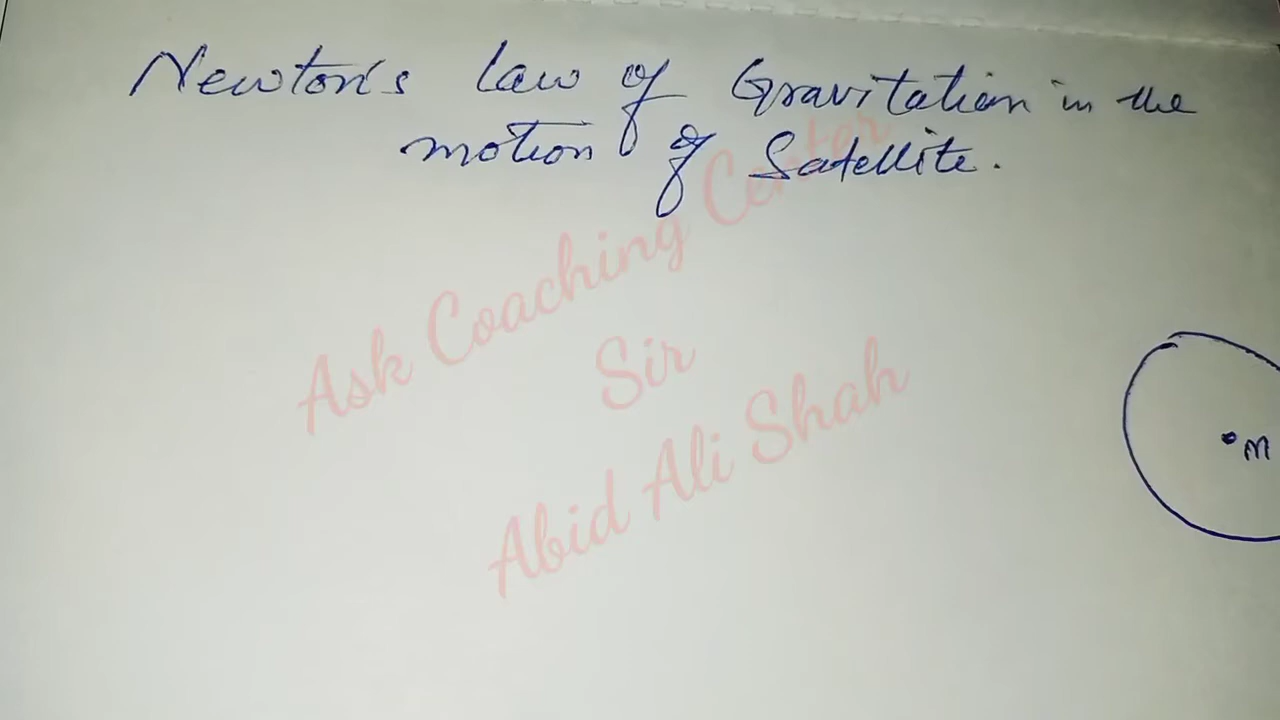 Newton's law of Gravitation in the
motion of Satellite.
Ask Coaching Center
Sir
Abid Ali Shah
m